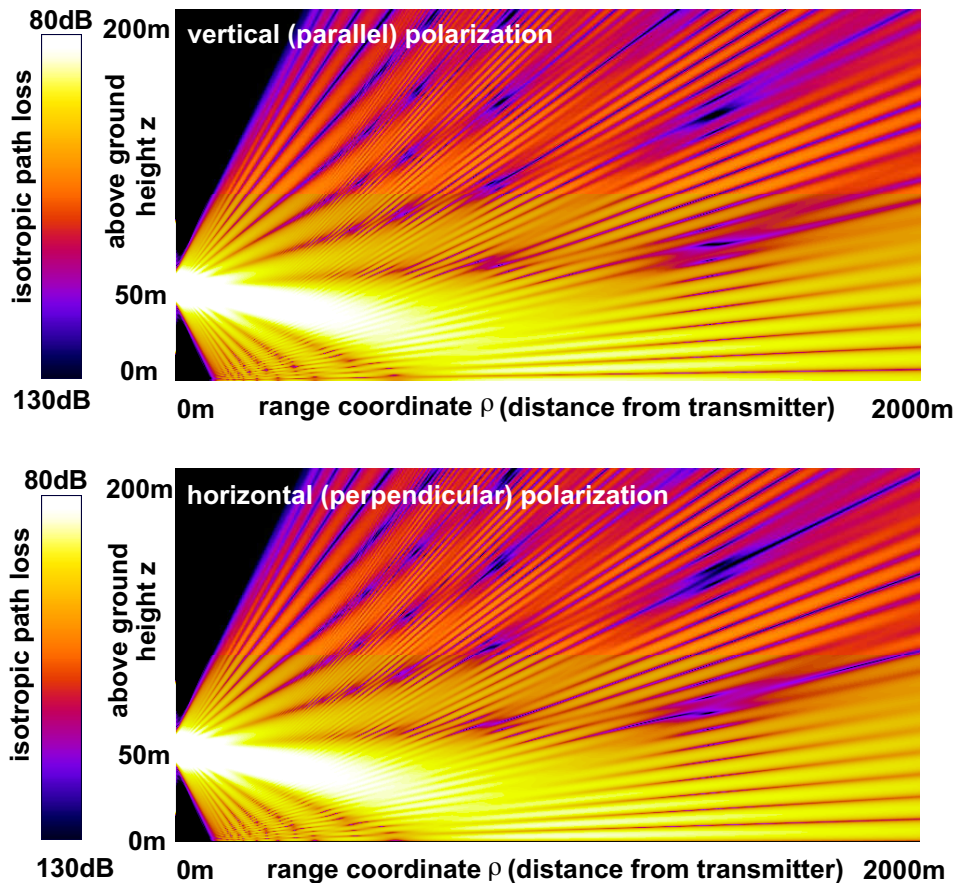 80dB
isotropic path loss
130dB
200m
above ground
height z
50m
0m
vertical (parallel) polarization
0m
range coordinate ρ (distance from transmitter)
2000m
80dB
isotropic path loss
130dB
200m
above ground
height z
50m
0m
horizontal (perpendicular) polarization
0m
range coordinate ρ (distance from transmitter)
2000m